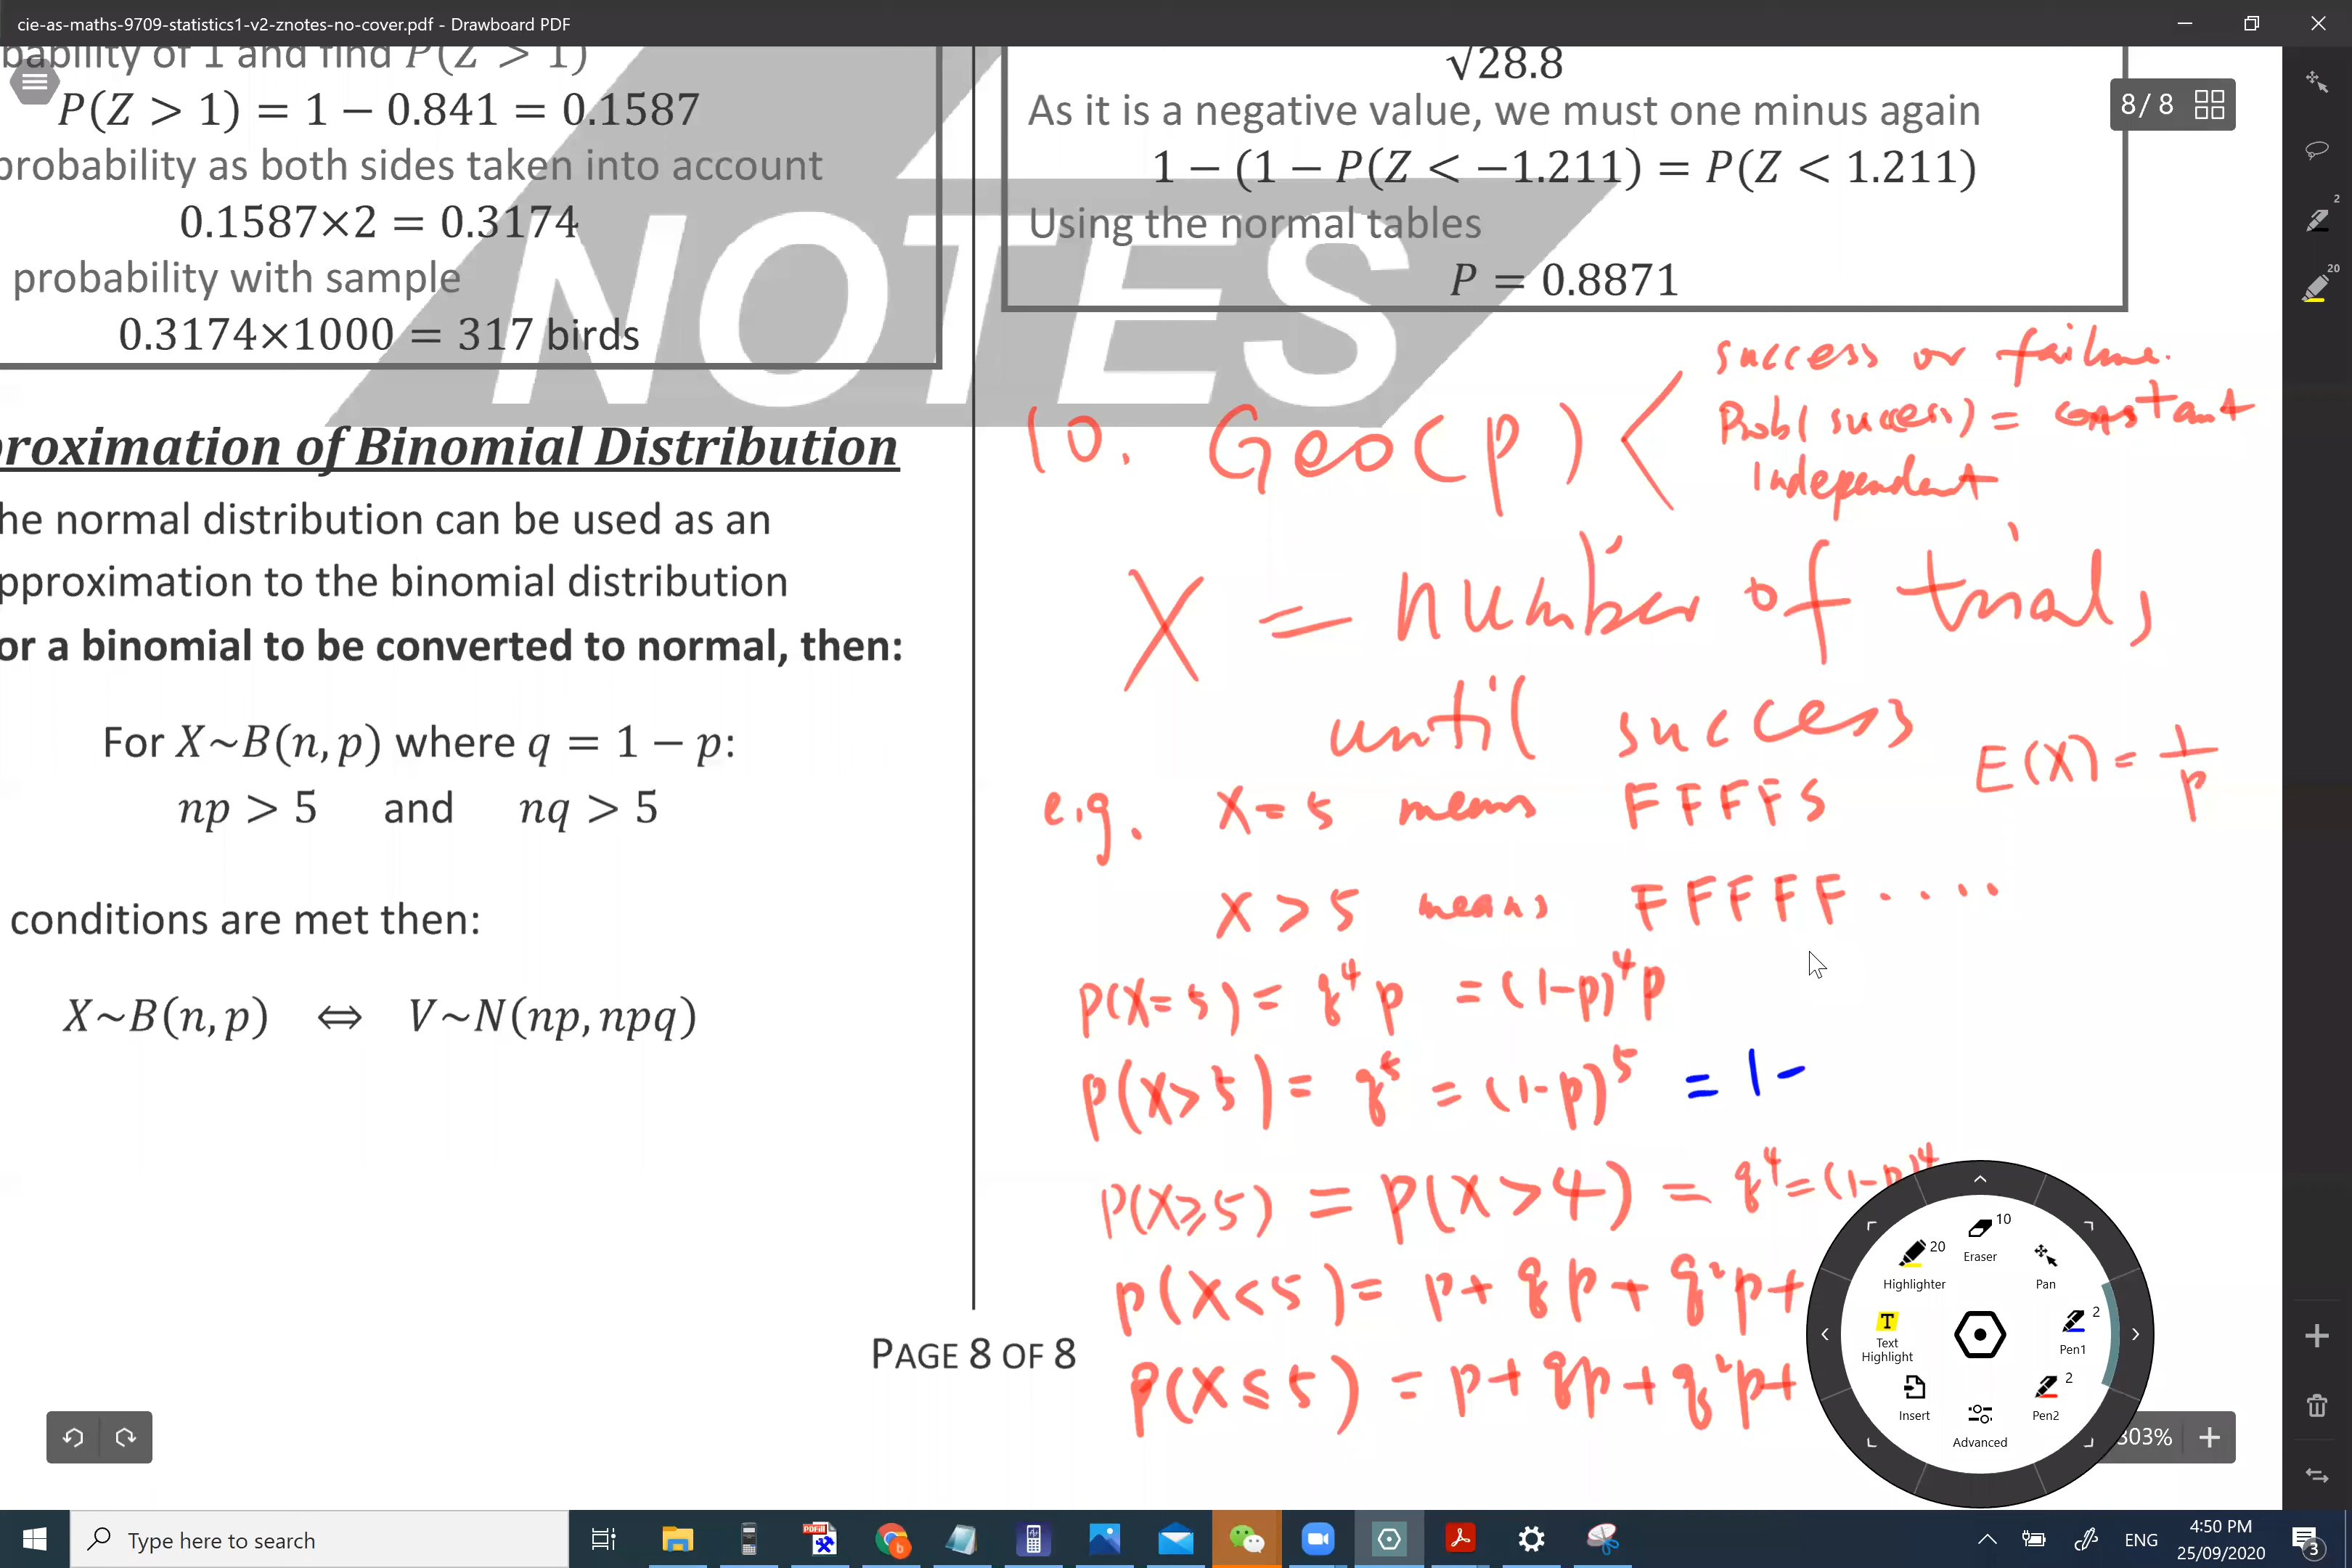 cie-as-maths-9709-statistics1-v2-znotes-no-cover.pdf - Drawboard PDF
bability of 1 and find P(Z > 1)
P(Z > 1) = 1 − 0.841 = 0.1587
probability as both sides taken into account
0.1587×2 = 0.3174
probability with sample
0.3174×1000 = 317 birds
proximation of Binomial Distribution
he normal distribution can be used as an
pproximation to the binomial distribution
or a binomial to be converted to normal, then:
For X~B(n, p) where q = 1 − p:
np > 5 and nq > 5
conditions are met then:
X~B(n, p) ⇔ V~N(np, npq)
√28.8
As it is a negative value, we must one minus again
1 − (1 − P(Z < −1.211) = P(Z < 1.211)
Using the normal tables
P = 0.8871
NOTES
8/ 8
10. Geo(p) <
success or failure.
Prob(success) = constant
Independent
X = number of trials
until success
E(X) = 1/p
e.g. X = 5 means FFFFS
X > 5 means FFFFF....
P(X=5) = q⁴p = (1-p)⁴p
P(X>5) = q⁵ = (1-p)⁵ = 1-
P(X≥5) = P(X>4) = q⁴ = (1-p)⁴
P(X<5) = p + qp + q²p +
P(X≤5) = p + qp + q²p +
PAGE 8 OF 8
10
Eraser
20
Highlighter
Pan
T
Text
Highlight
2
Pen1
Insert
2
Pen2
Advanced
303%
2
20
Type here to search
ENG
4:50 PM
25/09/2020
3